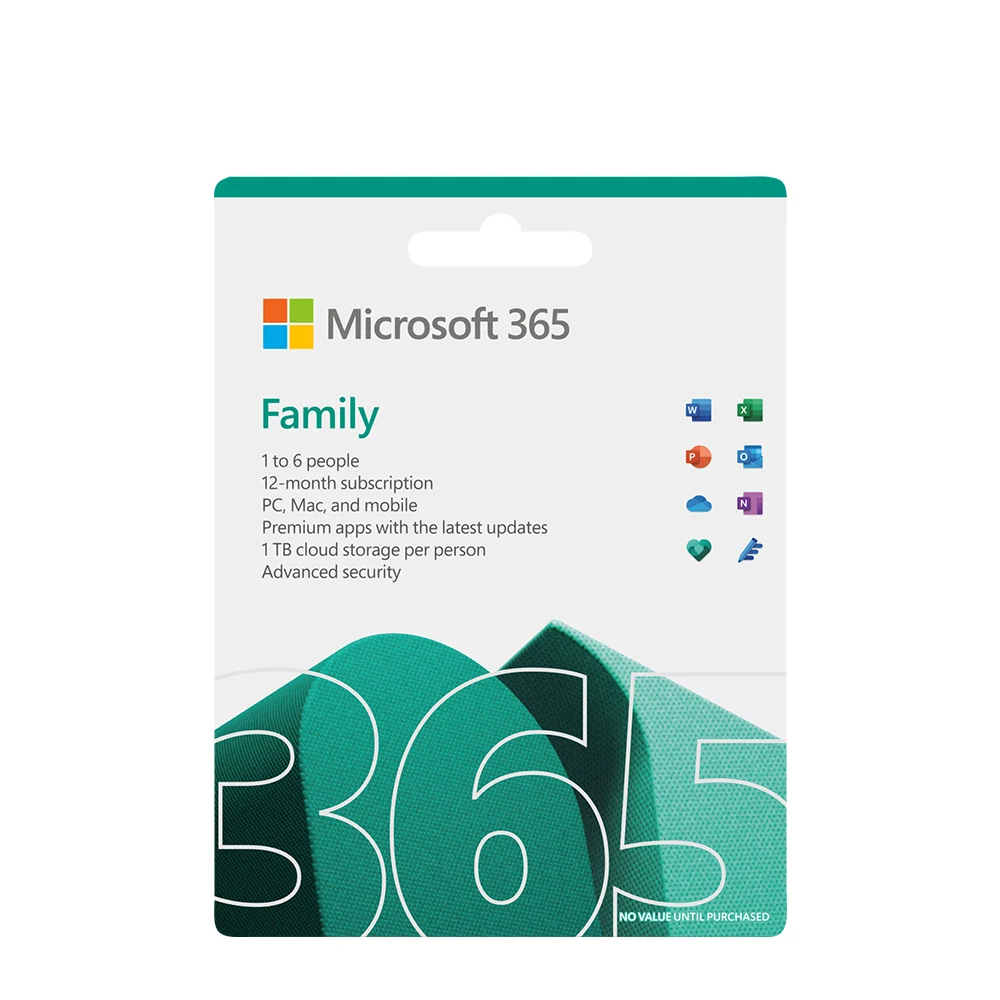 Microsoft 365
Family
1 to 6 people
12-month subscription
PC, Mac, and mobile
Premium apps with the latest updates
1 TB cloud storage per person
Advanced security
W X
P O
N
365
NO VALUE UNTIL PURCHASED